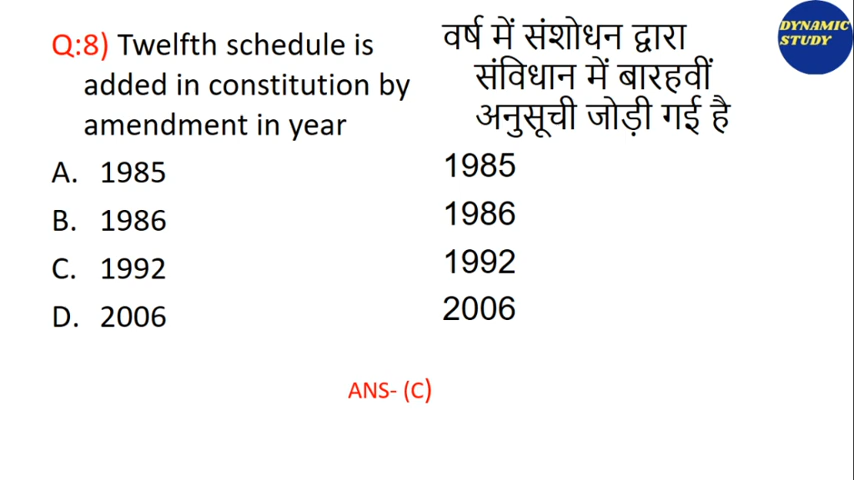 Q:8) Twelfth schedule is
added in constitution by
amendment in year
A. 1985
B. 1986
C. 1992
D. 2006
वर्ष में संशोधन द्वारा
संविधान में बारहवीं
अनुसूची जोड़ी गई है
1985
1986
1992
2006
ANS- (C)
DYNAMIC
STUDY